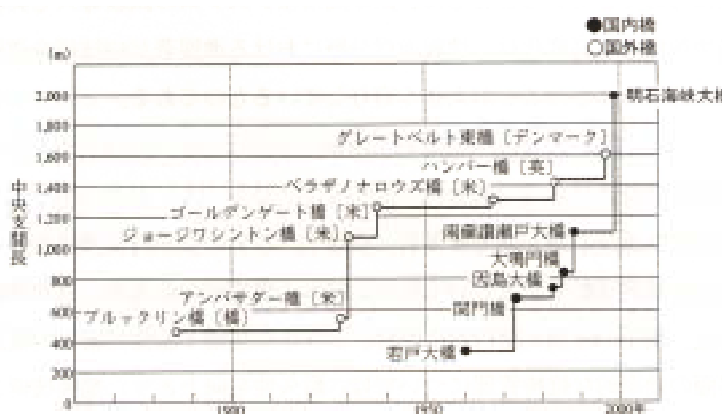 ●国内橋
○国外橋
(m)
中央支間長
2,000
1,800
1,600
1,400
1,200
1,000
800
600
400
200
0
明石海峡大橋
グレートベルト東橋〔デンマーク〕
ハンバー橋〔英〕
ベラザノナロウズ橋〔米〕
ゴールデンゲート橋〔米〕
ジョージワシントン橋〔米〕
南備讃瀬戸大橋
大鳴門橋
因島大橋
アンバサダー橋〔米〕
ブルックリン橋〔橋〕
関門橋
若戸大橋
1900
1950
2000年